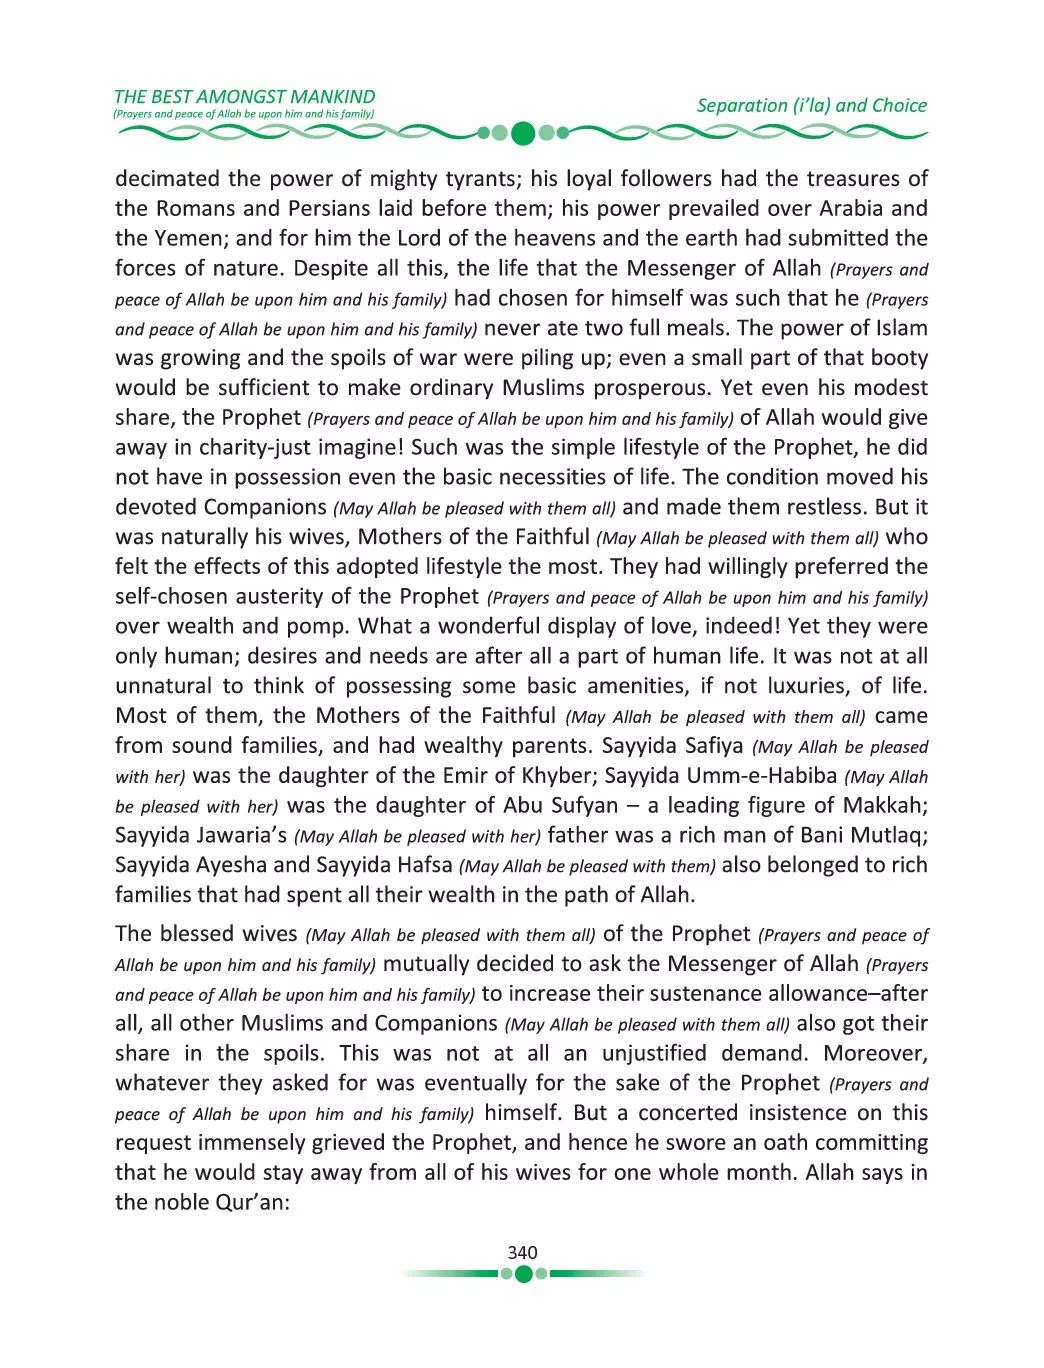 THE BEST AMONGST MANKIND
(Prayers and peace of Allah be upon him and his family)
Separation (i’la) and Choice
decimated the power of mighty tyrants; his loyal followers had the treasures of
the Romans and Persians laid before them; his power prevailed over Arabia and
the Yemen; and for him the Lord of the heavens and the earth had submitted the
forces of nature. Despite all this, the life that the Messenger of Allah (Prayers and
peace of Allah be upon him and his family) had chosen for himself was such that he (Prayers
and peace of Allah be upon him and his family) never ate two full meals. The power of Islam
was growing and the spoils of war were piling up; even a small part of that booty
would be sufficient to make ordinary Muslims prosperous. Yet even his modest
share, the Prophet (Prayers and peace of Allah be upon him and his family) of Allah would give
away in charity-just imagine! Such was the simple lifestyle of the Prophet, he did
not have in possession even the basic necessities of life. The condition moved his
devoted Companions (May Allah be pleased with them all) and made them restless. But it
was naturally his wives, Mothers of the Faithful (May Allah be pleased with them all) who
felt the effects of this adopted lifestyle the most. They had willingly preferred the
self-chosen austerity of the Prophet (Prayers and peace of Allah be upon him and his family)
over wealth and pomp. What a wonderful display of love, indeed! Yet they were
only human; desires and needs are after all a part of human life. It was not at all
unnatural to think of possessing some basic amenities, if not luxuries, of life.
Most of them, the Mothers of the Faithful (May Allah be pleased with them all) came
from sound families, and had wealthy parents. Sayyida Safiya (May Allah be pleased
with her) was the daughter of the Emir of Khyber; Sayyida Umm-e-Habiba (May Allah
be pleased with her) was the daughter of Abu Sufyan – a leading figure of Makkah;
Sayyida Jawaria’s (May Allah be pleased with her) father was a rich man of Bani Mutlaq;
Sayyida Ayesha and Sayyida Hafsa (May Allah be pleased with them) also belonged to rich
families that had spent all their wealth in the path of Allah.
The blessed wives (May Allah be pleased with them all) of the Prophet (Prayers and peace of
Allah be upon him and his family) mutually decided to ask the Messenger of Allah (Prayers
and peace of Allah be upon him and his family) to increase their sustenance allowance–after
all, all other Muslims and Companions (May Allah be pleased with them all) also got their
share in the spoils. This was not at all an unjustified demand. Moreover,
whatever they asked for was eventually for the sake of the Prophet (Prayers and
peace of Allah be upon him and his family) himself. But a concerted insistence on this
request immensely grieved the Prophet, and hence he swore an oath committing
that he would stay away from all of his wives for one whole month. Allah says in
the noble Qur’an:
340